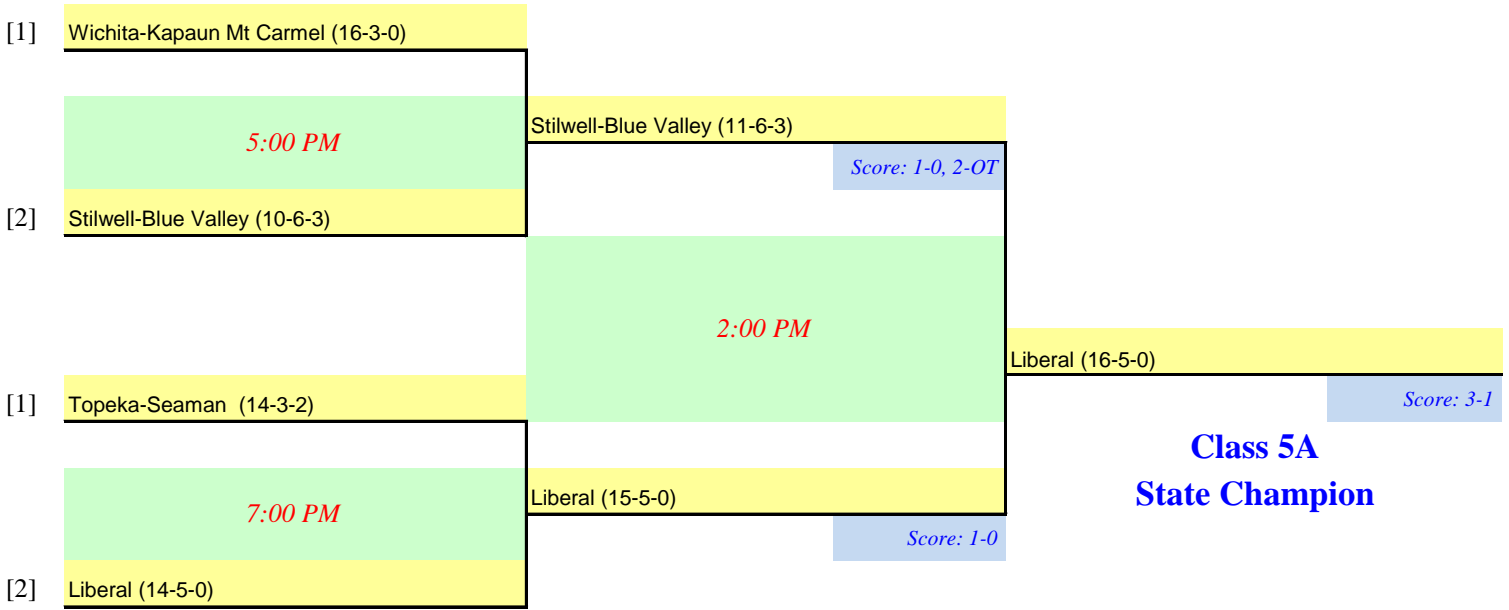 [1] Wichita-Kapaun Mt Carmel (16-3-0)
5:00 PM
Stilwell-Blue Valley (11-6-3)
Score: 1-0, 2-OT
[2] Stilwell-Blue Valley (10-6-3)
2:00 PM
Liberal (16-5-0)
Score: 3-1
[1] Topeka-Seaman (14-3-2)
Class 5A
State Champion
7:00 PM
Liberal (15-5-0)
Score: 1-0
[2] Liberal (14-5-0)